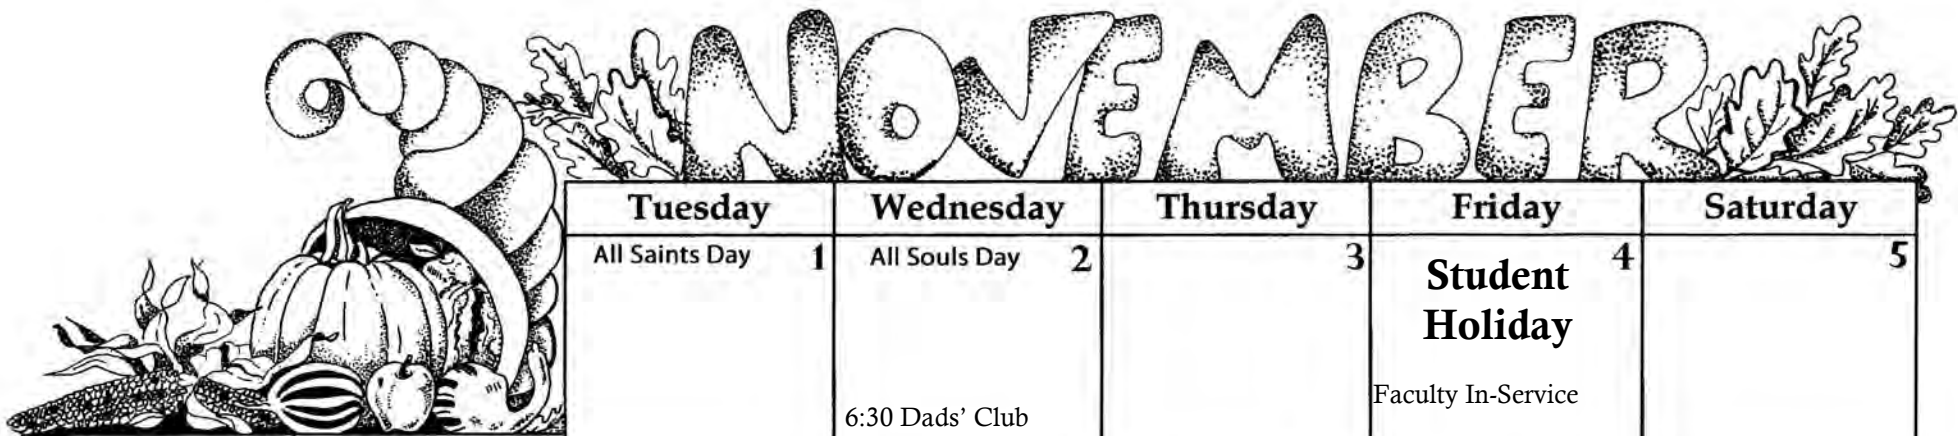 NOVEMBER
Tuesday Wednesday Thursday Friday Saturday
All Saints Day 1 All Souls Day 2 3 4 5
Student
Holiday
Faculty In-Service
6:30 Dads’ Club